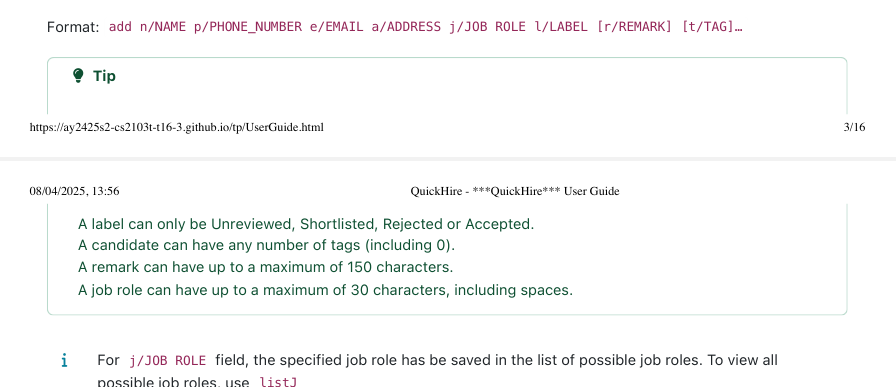 Format: add n/NAME p/PHONE_NUMBER e/EMAIL a/ADDRESS j/JOB ROLE l/LABEL [r/REMARK] [t/TAG]…
Tip
https://ay2425s2-cs2103t-t16-3.github.io/tp/UserGuide.html 3/16
08/04/2025, 13:56 QuickHire - ***QuickHire*** User Guide
A label can only be Unreviewed, Shortlisted, Rejected or Accepted.
A candidate can have any number of tags (including 0).
A remark can have up to a maximum of 150 characters.
A job role can have up to a maximum of 30 characters, including spaces.
For j/JOB ROLE field, the specified job role has be saved in the list of possible job roles. To view all
possible job roles, use listJ